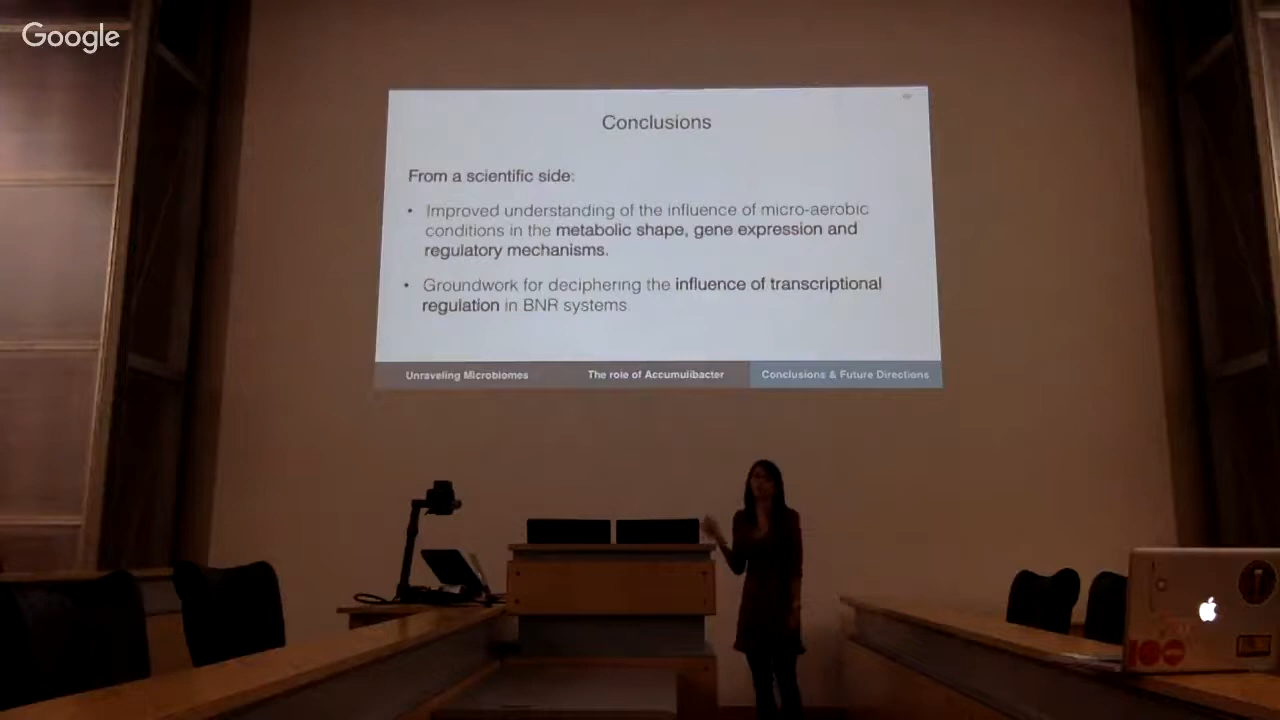 Google
Conclusions
From a scientific side:
• Improved understanding of the influence of micro-aerobic
conditions in the metabolic shape, gene expression and
regulatory mechanisms.
• Groundwork for deciphering the influence of transcriptional
regulation in BNR systems
Unraveling Microbiomes
The role of Accumulibacter
Conclusions & Future Directions
100